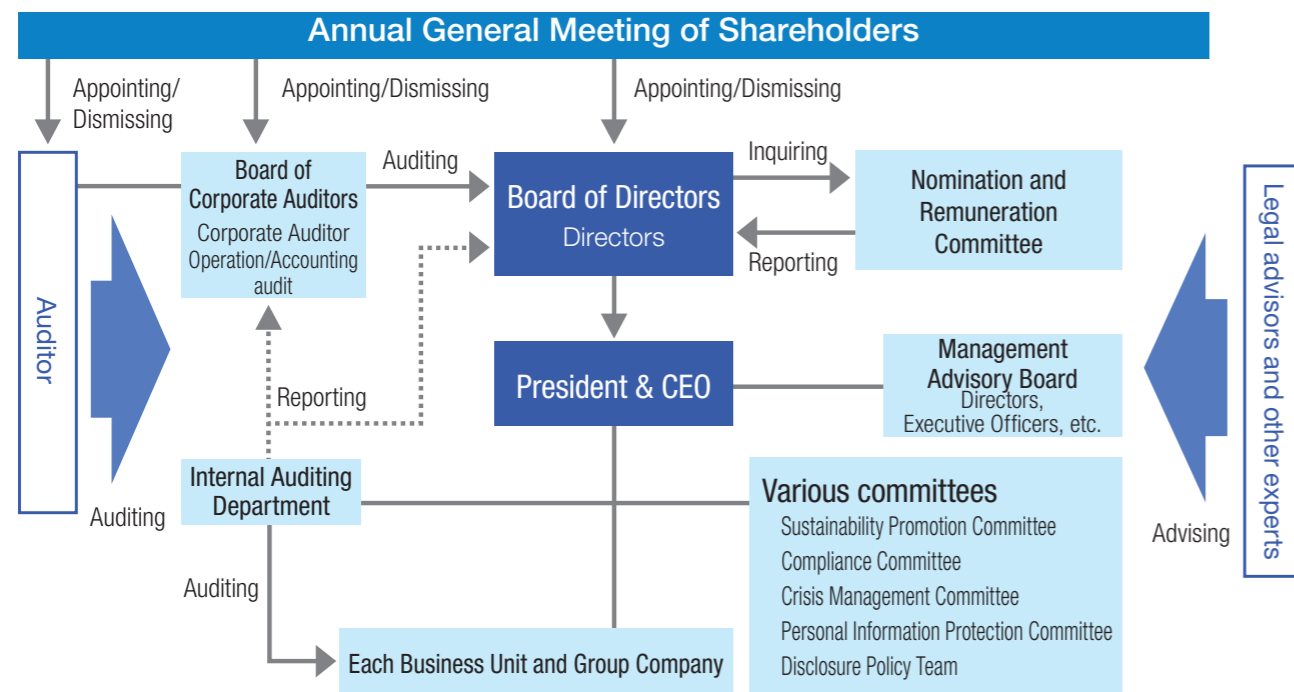 Annual General Meeting of Shareholders
Appointing/
Dismissing
Appointing/Dismissing
Appointing/Dismissing
Auditor
Board of
Corporate Auditors
Corporate Auditor
Operation/Accounting
audit
Auditing
Board of Directors
Directors
Inquiring
Reporting
Nomination and
Remuneration
Committee
Legal advisors and other experts
Reporting
President & CEO
Management
Advisory Board
Directors,
Executive Officers, etc.
Auditing
Internal Auditing
Department
Various committees
Sustainability Promotion Committee
Compliance Committee
Crisis Management Committee
Personal Information Protection Committee
Disclosure Policy Team
Advising
Auditing
Each Business Unit and Group Company